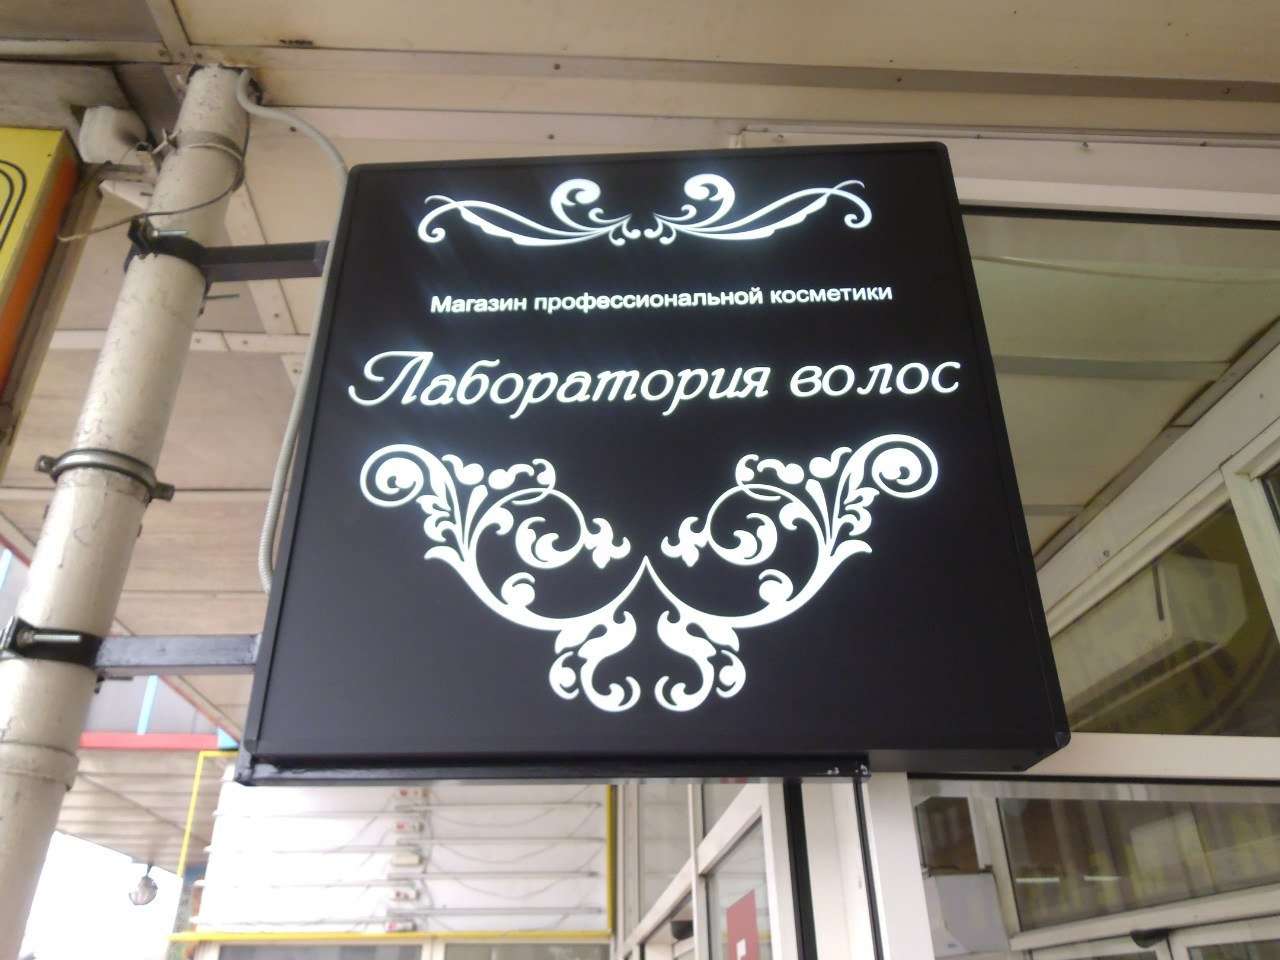 Магазин профессиональной косметики
Лаборатория волос